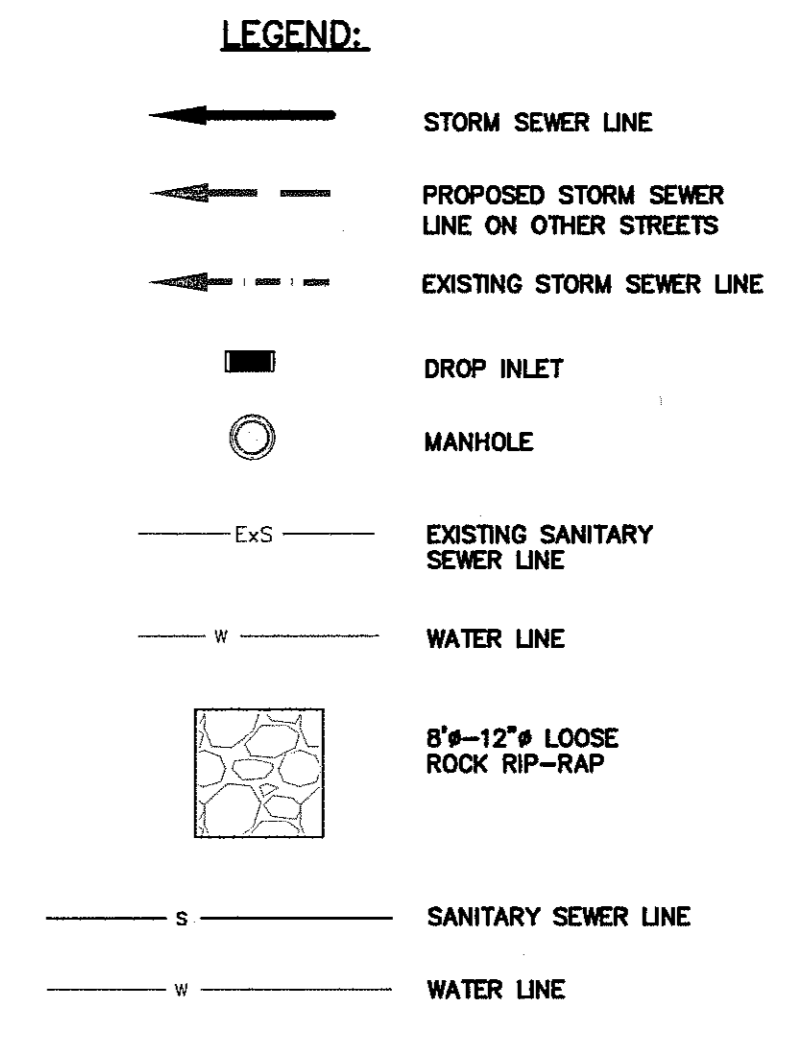 LEGEND:
STORM SEWER LINE
PROPOSED STORM SEWER
LINE ON OTHER STREETS
EXISTING STORM SEWER LINE
DROP INLET
MANHOLE
ExS
EXISTING SANITARY
SEWER LINE
W
WATER LINE
8'ø-12"ø LOOSE
ROCK RIP-RAP
S
SANITARY SEWER LINE
W
WATER LINE